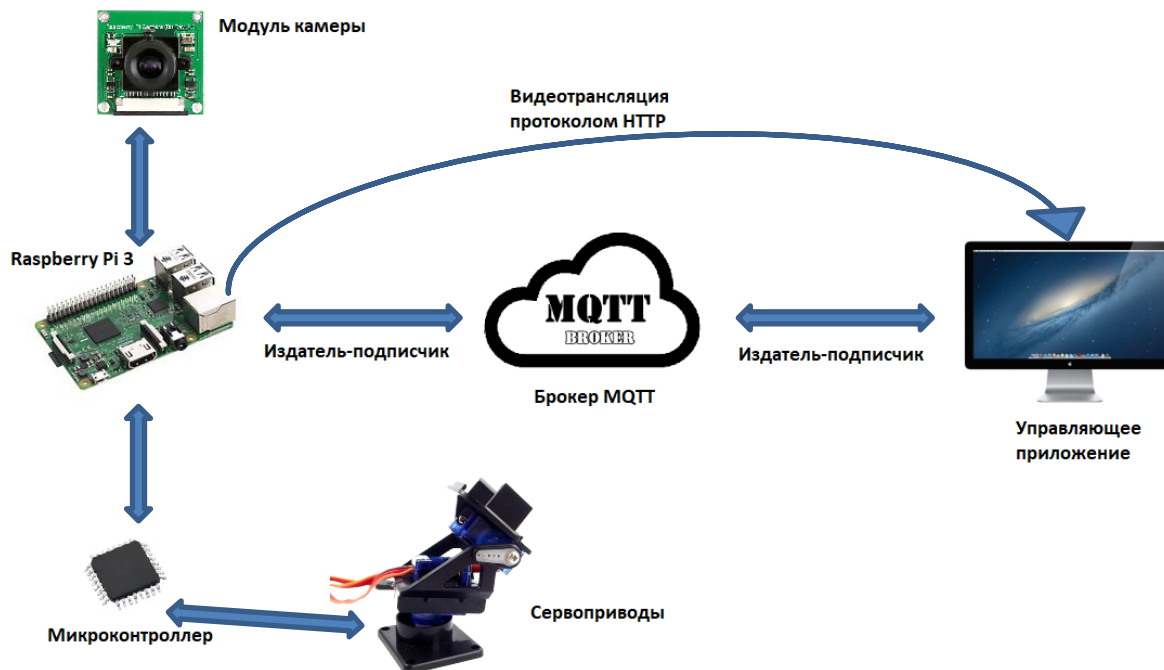 Модуль камеры
Видеотрансляция
протоколом HTTP
Raspberry Pi 3
MQTT
BROKER
Издатель-подписчик
Издатель-подписчик
Брокер MQTT
Управляющее
приложение
Сервоприводы
Микроконтроллер